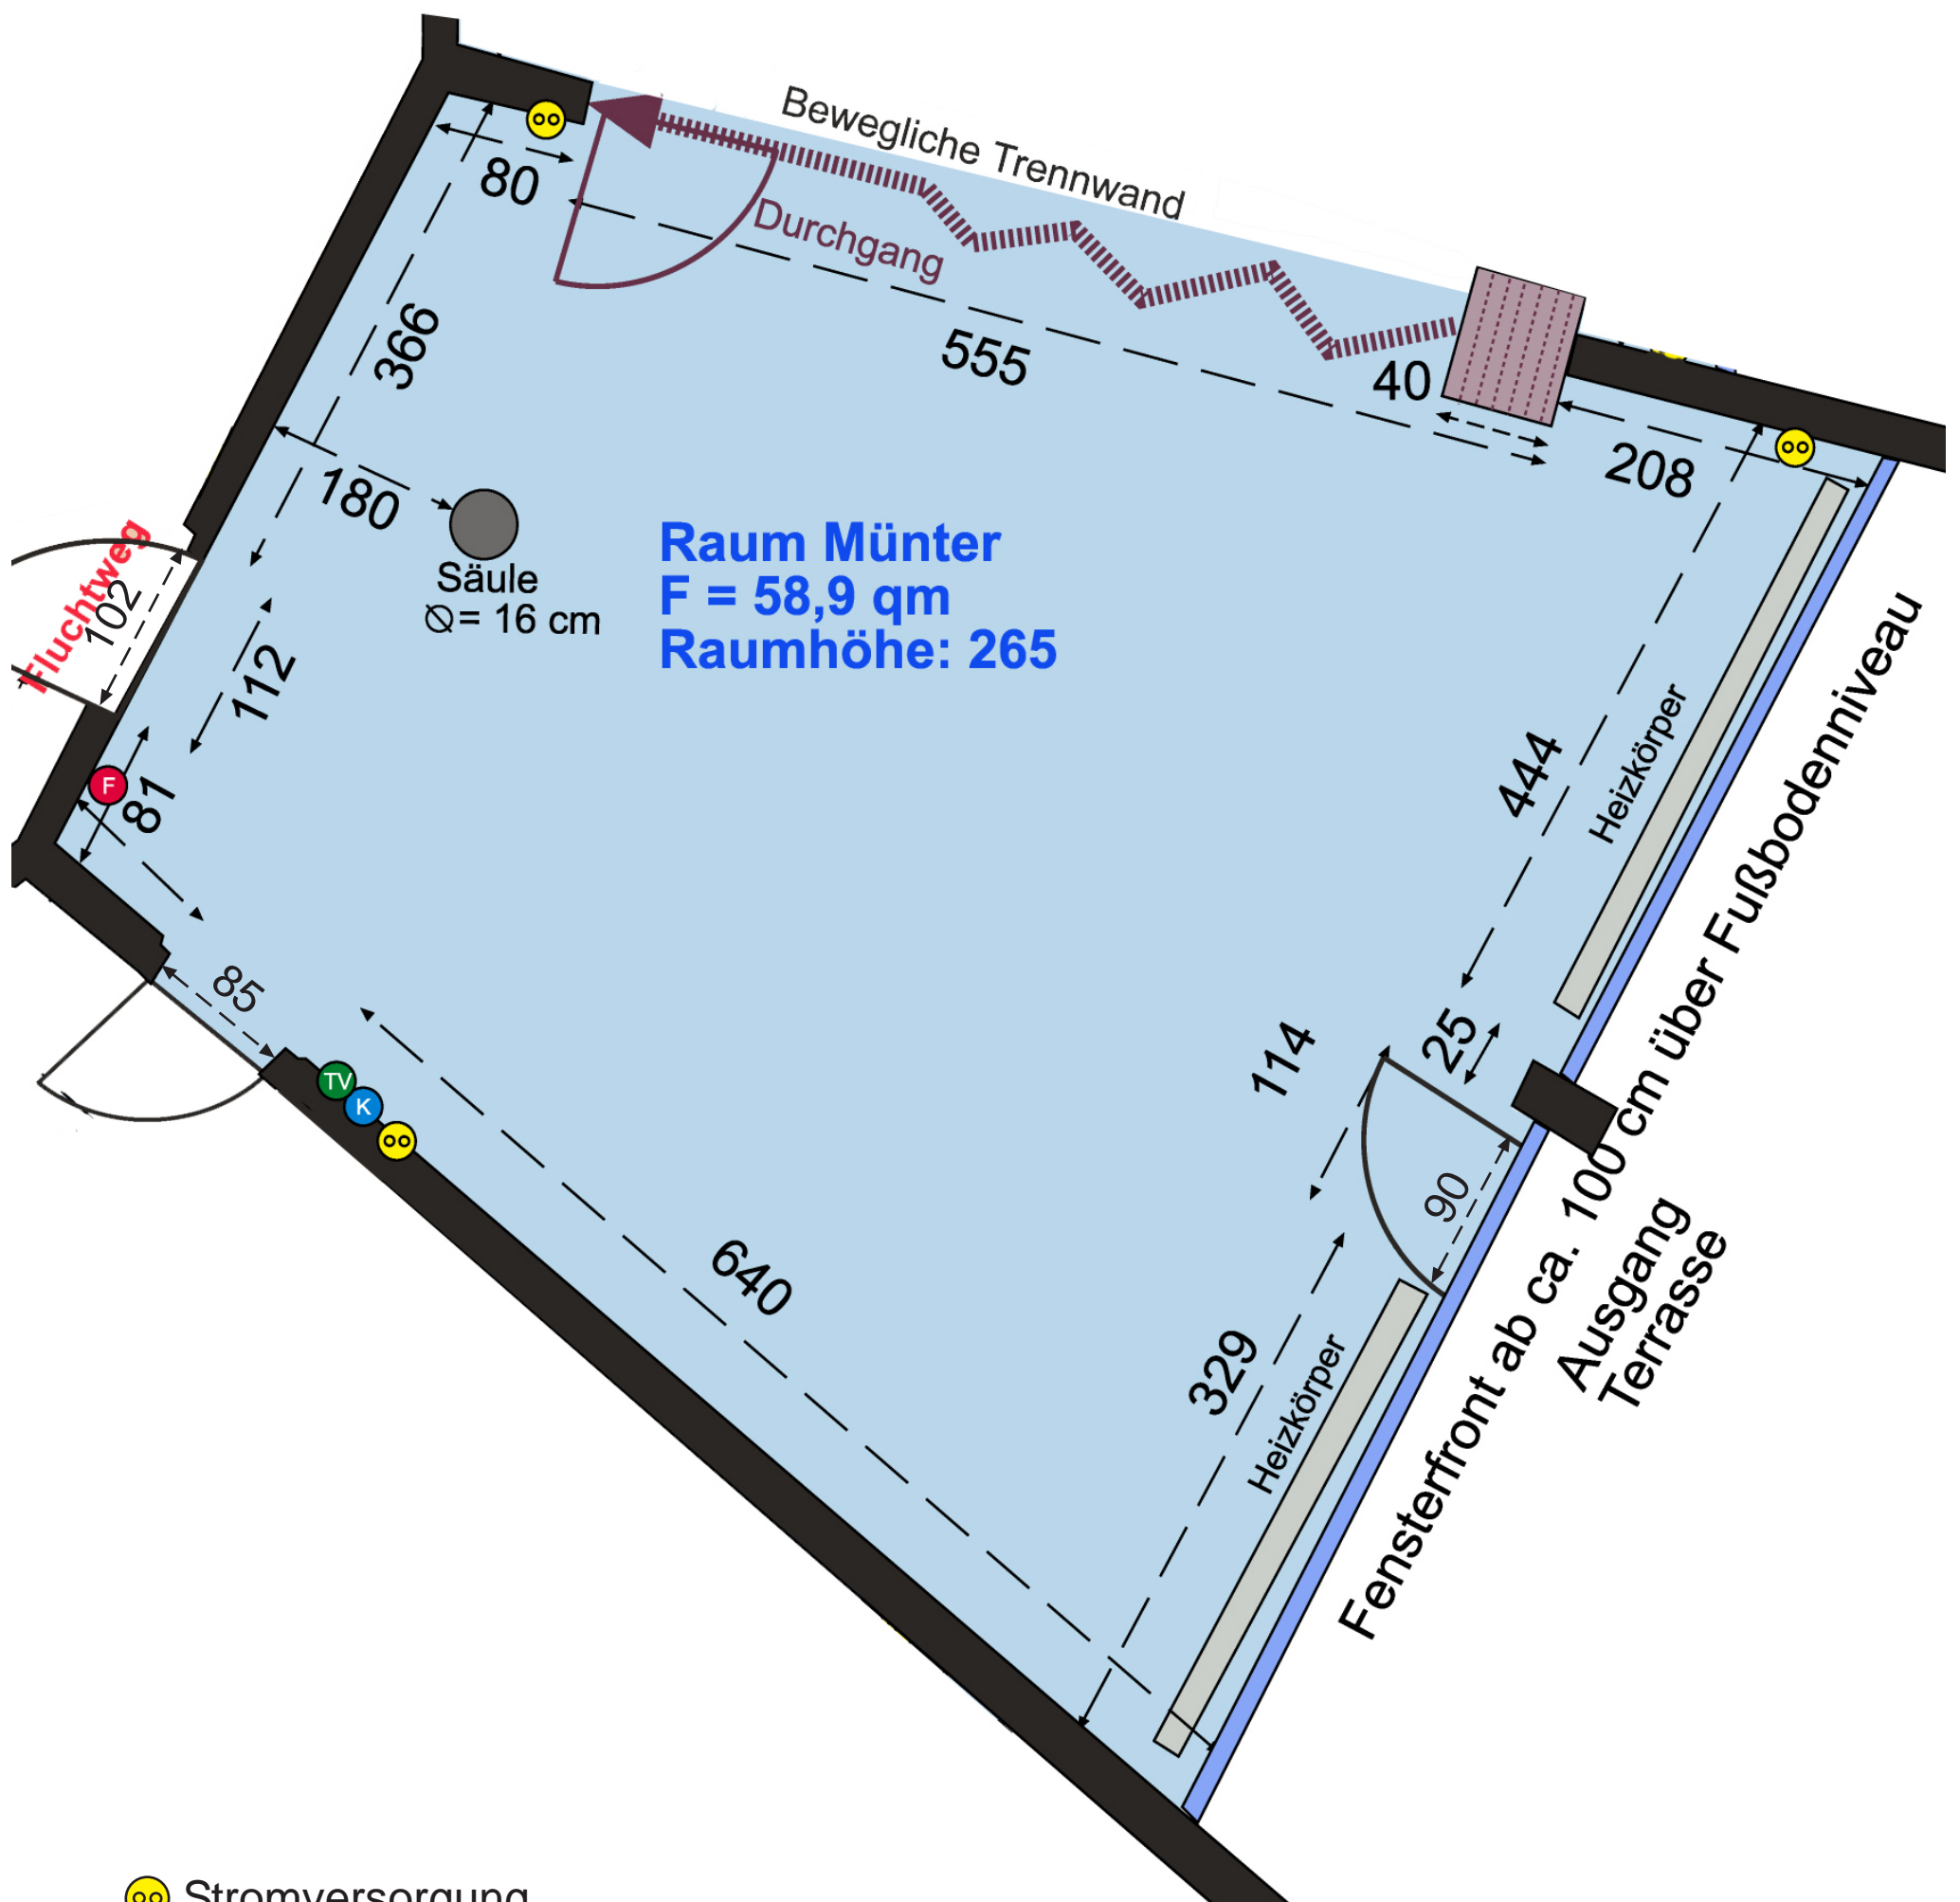 Bewegliche Trennwand
80
Durchgang
366
555
40
208
180
Säule
Ø= 16 cm
Raum Münter
F = 58,9 qm
Raumhöhe: 265
Fluchtweg
102
112
F
81
444
Heizkörper
Fensterfront ab ca. 100 cm über Fußbodenniveau
85
114
25
TV
K
90
Ausgang
Terrasse
640
329
Heizkörper
Stromversorgung